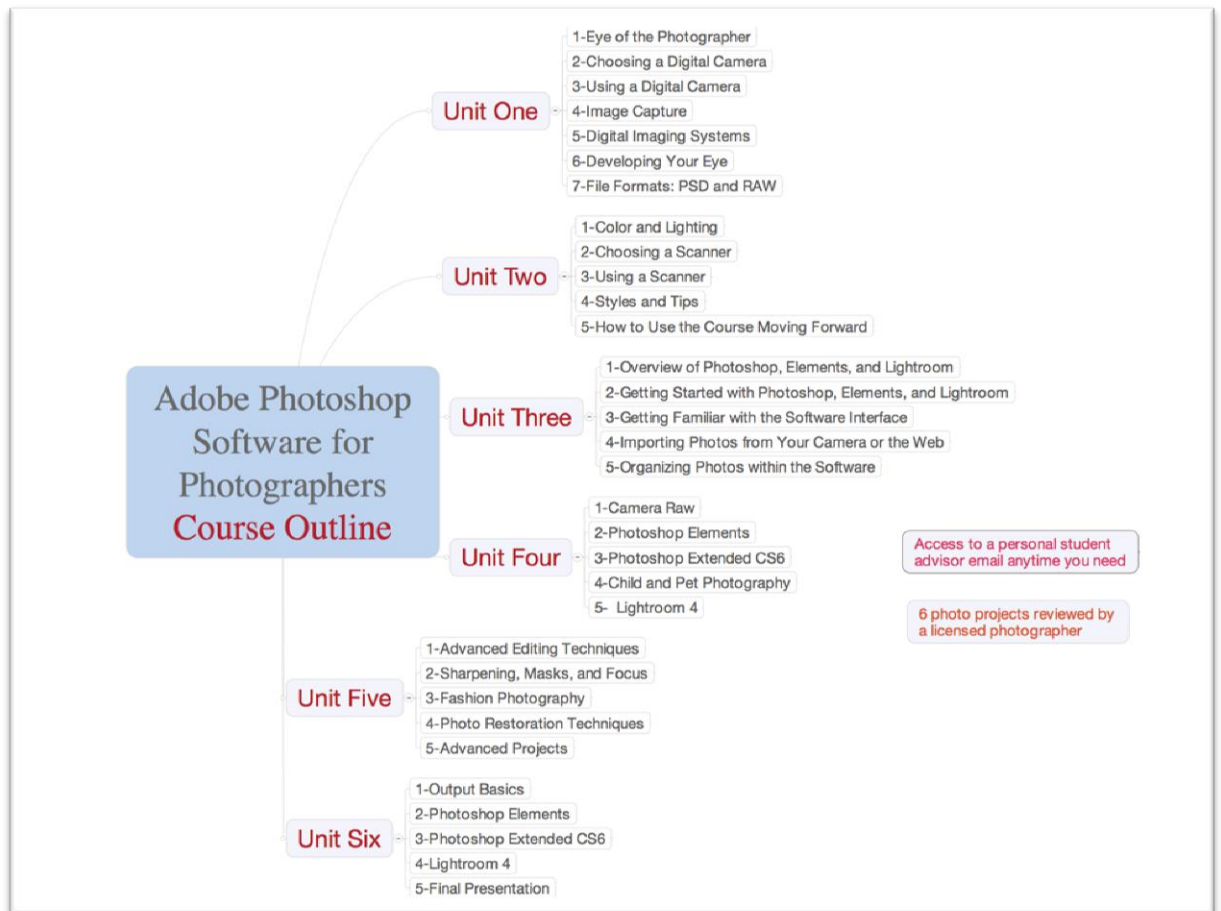 Adobe Photoshop
Software for
Photographers
Course Outline
Unit One
1-Eye of the Photographer
2-Choosing a Digital Camera
3-Using a Digital Camera
4-Image Capture
5-Digital Imaging Systems
6-Developing Your Eye
7-File Formats: PSD and RAW
Unit Two
1-Color and Lighting
2-Choosing a Scanner
3-Using a Scanner
4-Styles and Tips
5-How to Use the Course Moving Forward
Unit Three
1-Overview of Photoshop, Elements, and Lightroom
2-Getting Started with Photoshop, Elements, and Lightroom
3-Getting Familiar with the Software Interface
4-Importing Photos from Your Camera or the Web
5-Organizing Photos within the Software
Unit Four
1-Camera Raw
2-Photoshop Elements
3-Photoshop Extended CS6
4-Child and Pet Photography
5- Lightroom 4
Unit Five
1-Advanced Editing Techniques
2-Sharpening, Masks, and Focus
3-Fashion Photography
4-Photo Restoration Techniques
5-Advanced Projects
Unit Six
1-Output Basics
2-Photoshop Elements
3-Photoshop Extended CS6
4-Lightroom 4
5-Final Presentation
Access to a personal student
advisor email anytime you need
6 photo projects reviewed by
a licensed photographer